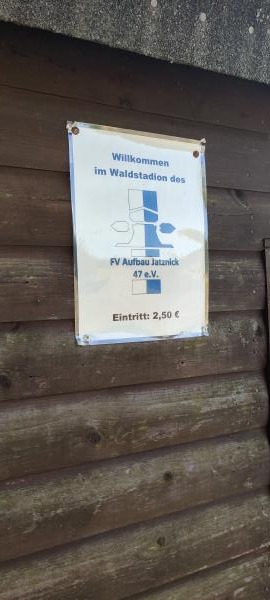 Willkommen
im Waldstadion des
FV Aufbau Jatznick
47 e.V.
Eintritt: 2,50 €